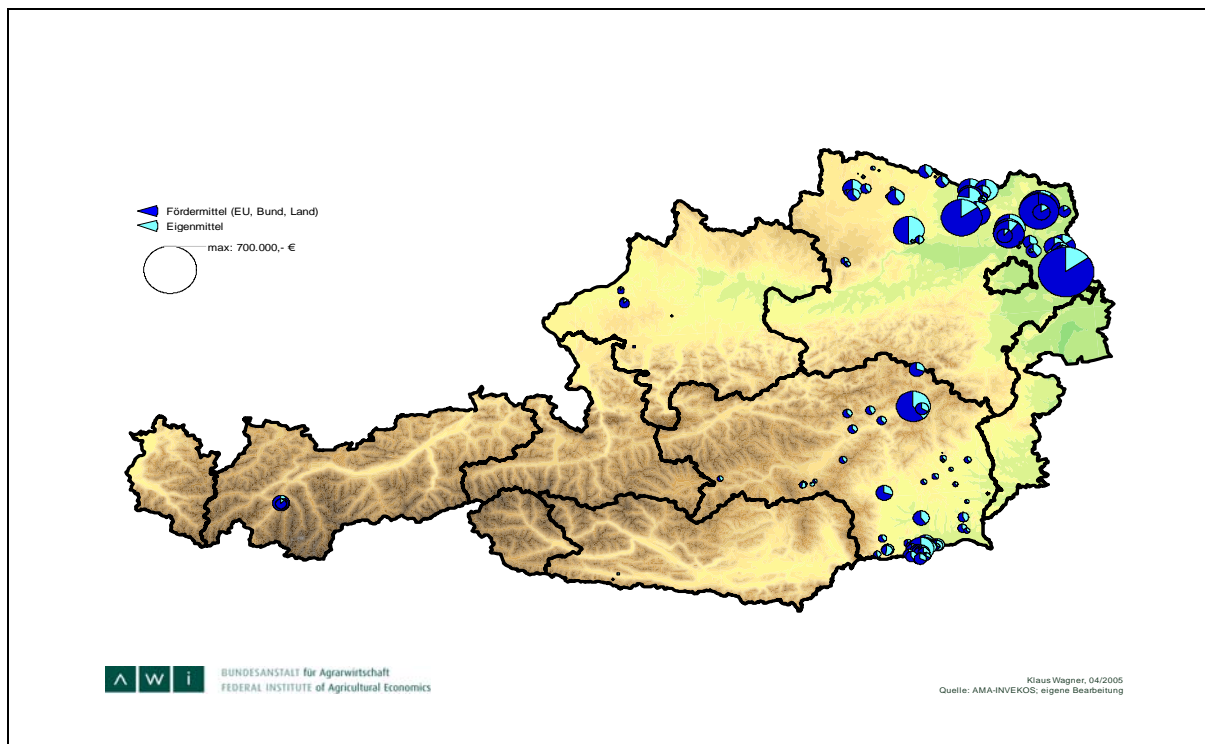 Fördermittel (EU, Bund, Land)
Eigenmittel
max: 700.000,- €
AWi
BUNDESANSTALT für Agrarwirtschaft
FEDERAL INSTITUTE of Agricultural Economics
Klaus Wagner, 04/2005
Quelle: AMA-INVEKOS; eigene Bearbeitung